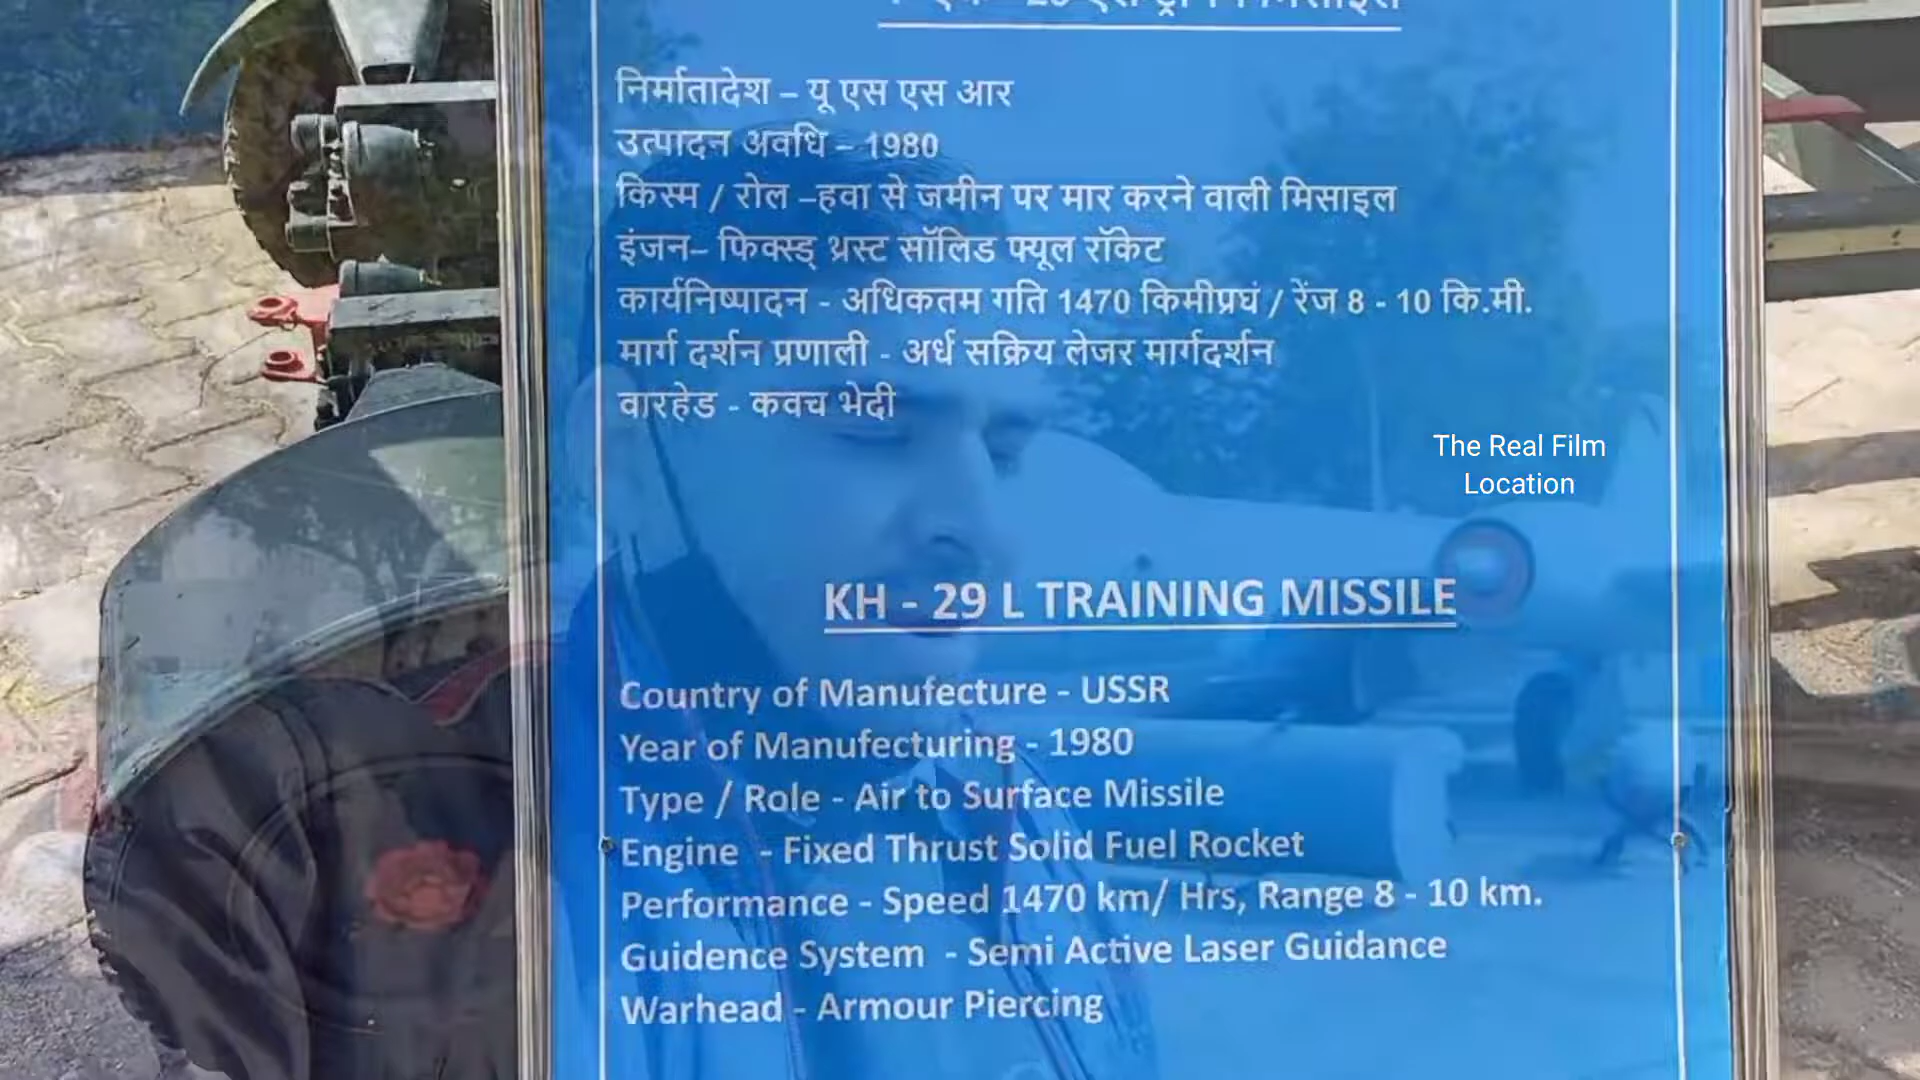 निर्मातादेश – यू एस एस आर
उत्पादन अवधि – 1980
किस्म / रोल –हवा से जमीन पर मार करने वाली मिसाइल
इंजन– फिक्स्ड् थ्रस्ट सॉलिड फ्यूल रॉकेट
कार्यनिष्पादन - अधिकतम गति 1470 किमीप्रघं / रेंज 8 - 10 कि.मी.
मार्ग दर्शन प्रणाली - अर्ध सक्रिय लेजर मार्गदर्शन
वारहेड - कवच भेदी
The Real Film
Location
KH - 29 L TRAINING MISSILE
Country of Manufecture - USSR
Year of Manufecturing - 1980
Type / Role - Air to Surface Missile
Engine - Fixed Thrust Solid Fuel Rocket
Performance - Speed 1470 km/ Hrs, Range 8 - 10 km.
Guidence System - Semi Active Laser Guidance
Warhead - Armour Piercing